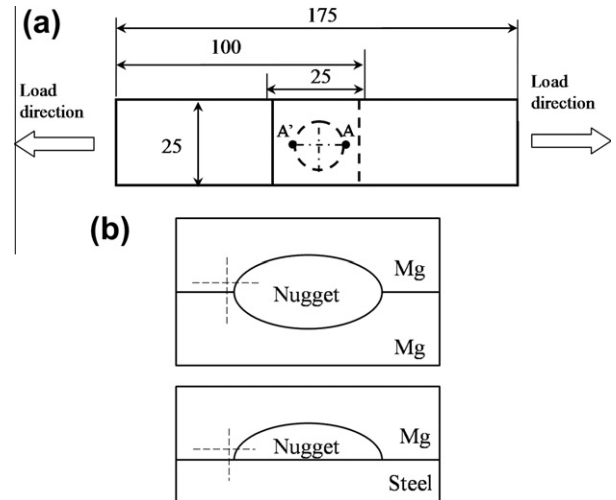 (a)
175
100
25
Load
direction
Load
direction
25
A'
A
(b)
Mg
Nugget
Mg
Nugget
Mg
Steel